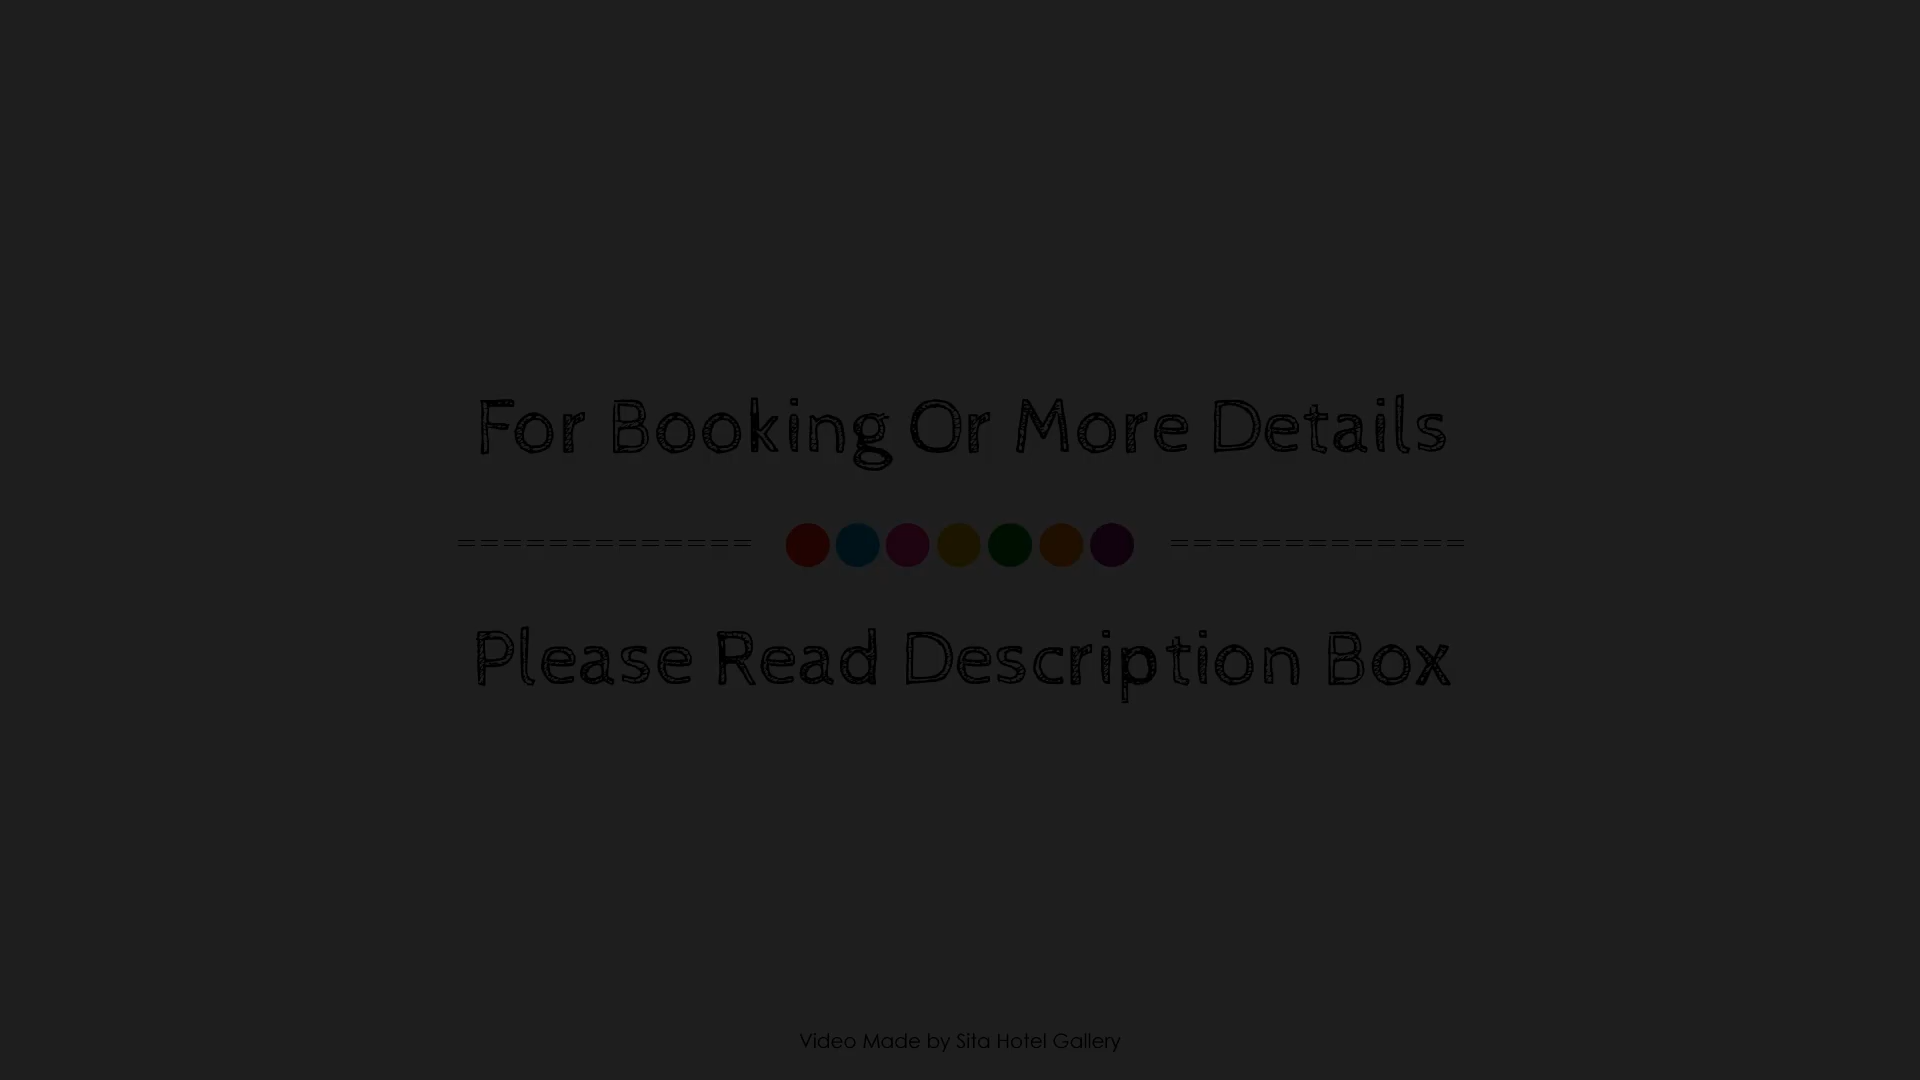 For Booking Or More Details
============= =============
Please Read Description Box
Video Made by Sita Hotel Gallery